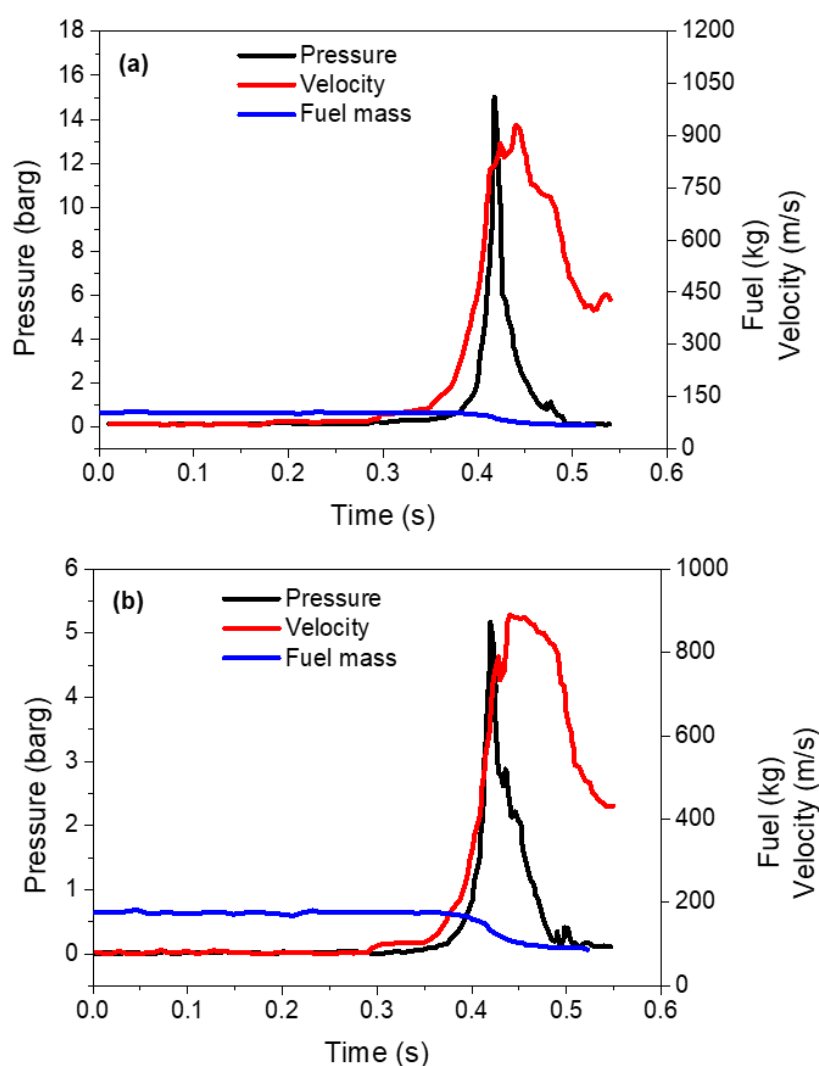 (a)
Pressure
Velocity
Fuel mass
18
16
14
12
10
8
6
4
2
0
Pressure (barg)
1200
1050
900
750
600
450
300
150
0
Fuel (kg)
Velocity (m/s)
0.0 0.1 0.2 0.3 0.4 0.5 0.6
Time (s)
(b)
Pressure
Velocity
Fuel mass
6
5
4
3
2
1
0
Pressure (barg)
1000
800
600
400
200
0
Fuel (kg)
Velocity (m/s)
0.0 0.1 0.2 0.3 0.4 0.5 0.6
Time (s)